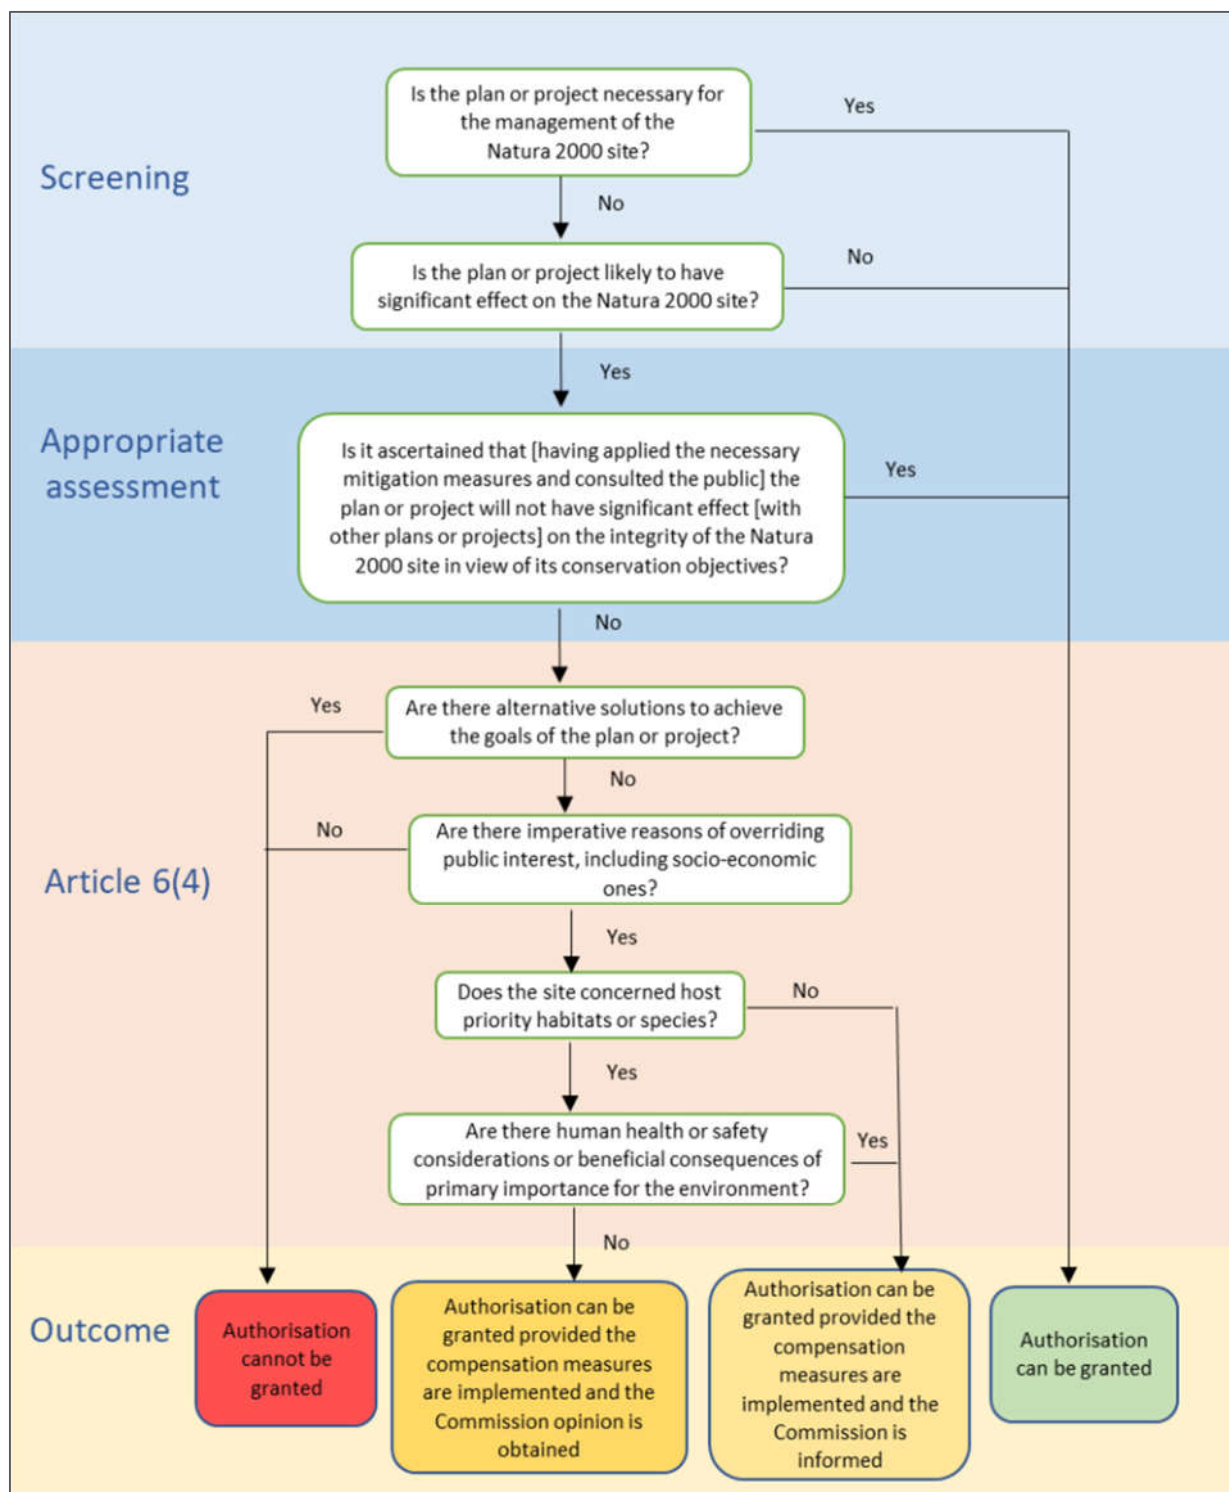 Screening
Is the plan or project necessary for
the management of the
Natura 2000 site?
Yes
No
Is the plan or project likely to have
significant effect on the Natura 2000 site?
No
Yes
Appropriate
assessment
Is it ascertained that [having applied the necessary
mitigation measures and consulted the public] the
plan or project will not have significant effect [with
other plans or projects] on the integrity of the Natura
2000 site in view of its conservation objectives?
Yes
No
Article 6(4)
Yes
Are there alternative solutions to achieve
the goals of the plan or project?
No
No
Are there imperative reasons of overriding
public interest, including socio-economic
ones?
Yes
Does the site concerned host
priority habitats or species?
No
Yes
Are there human health or safety
considerations or beneficial consequences of
primary importance for the environment?
Yes
No
Outcome
Authorisation
cannot be
granted
Authorisation can be
granted provided the
compensation measures
are implemented and the
Commission opinion is
obtained
Authorisation can be
granted provided the
compensation
measures are
implemented and the
Commission is
informed
Authorisation
can be granted